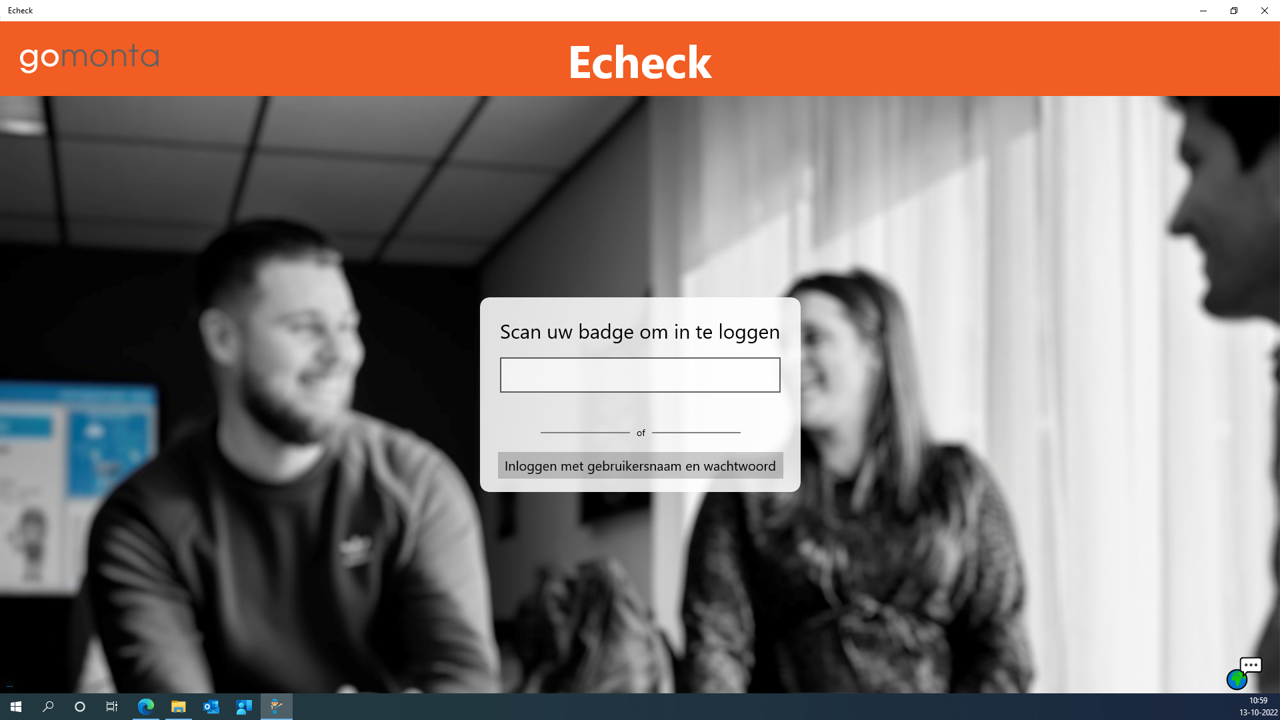 Echeck
gomonta
Echeck
Scan uw badge om in te loggen
of
Inloggen met gebruikersnaam en wachtwoord
10:59
13-10-2022